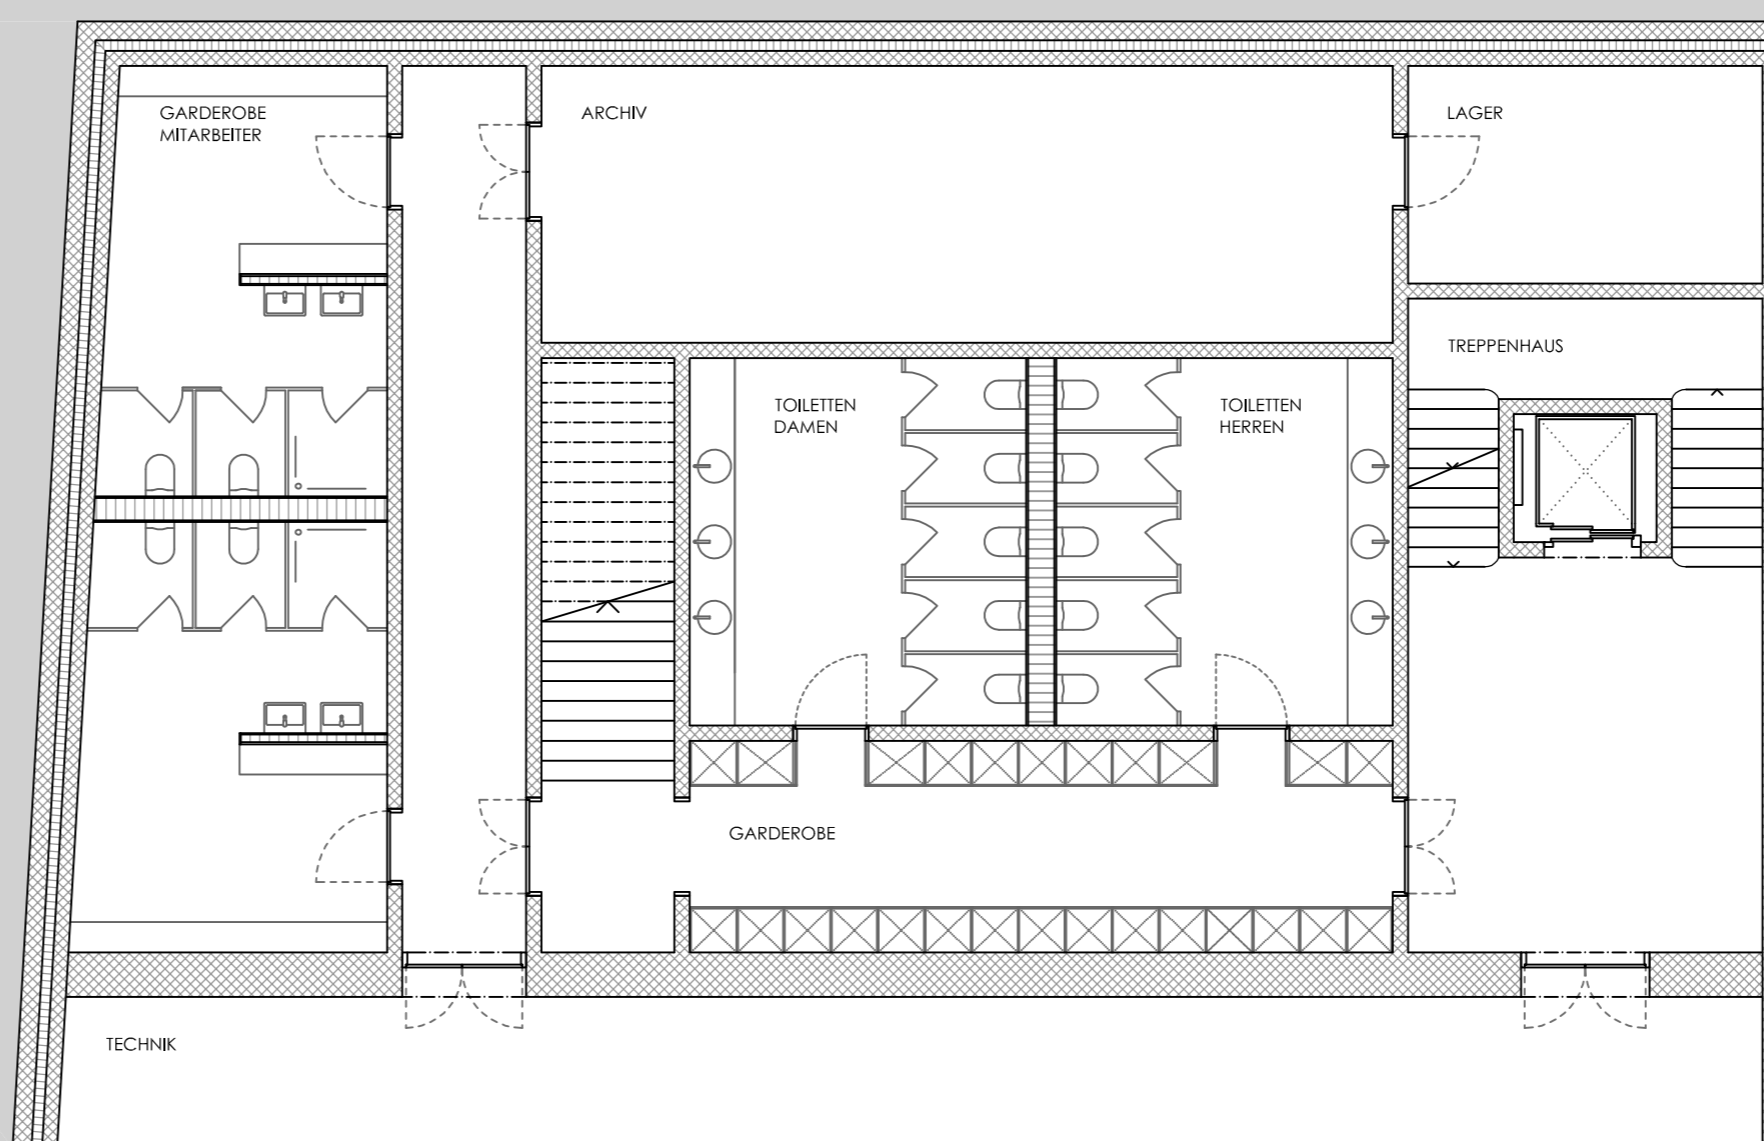 GARDEROBE
MITARBEITER
ARCHIV
LAGER
TREPPENHAUS
TOILETTEN
DAMEN
TOILETTEN
HERREN
GARDEROBE
TECHNIK